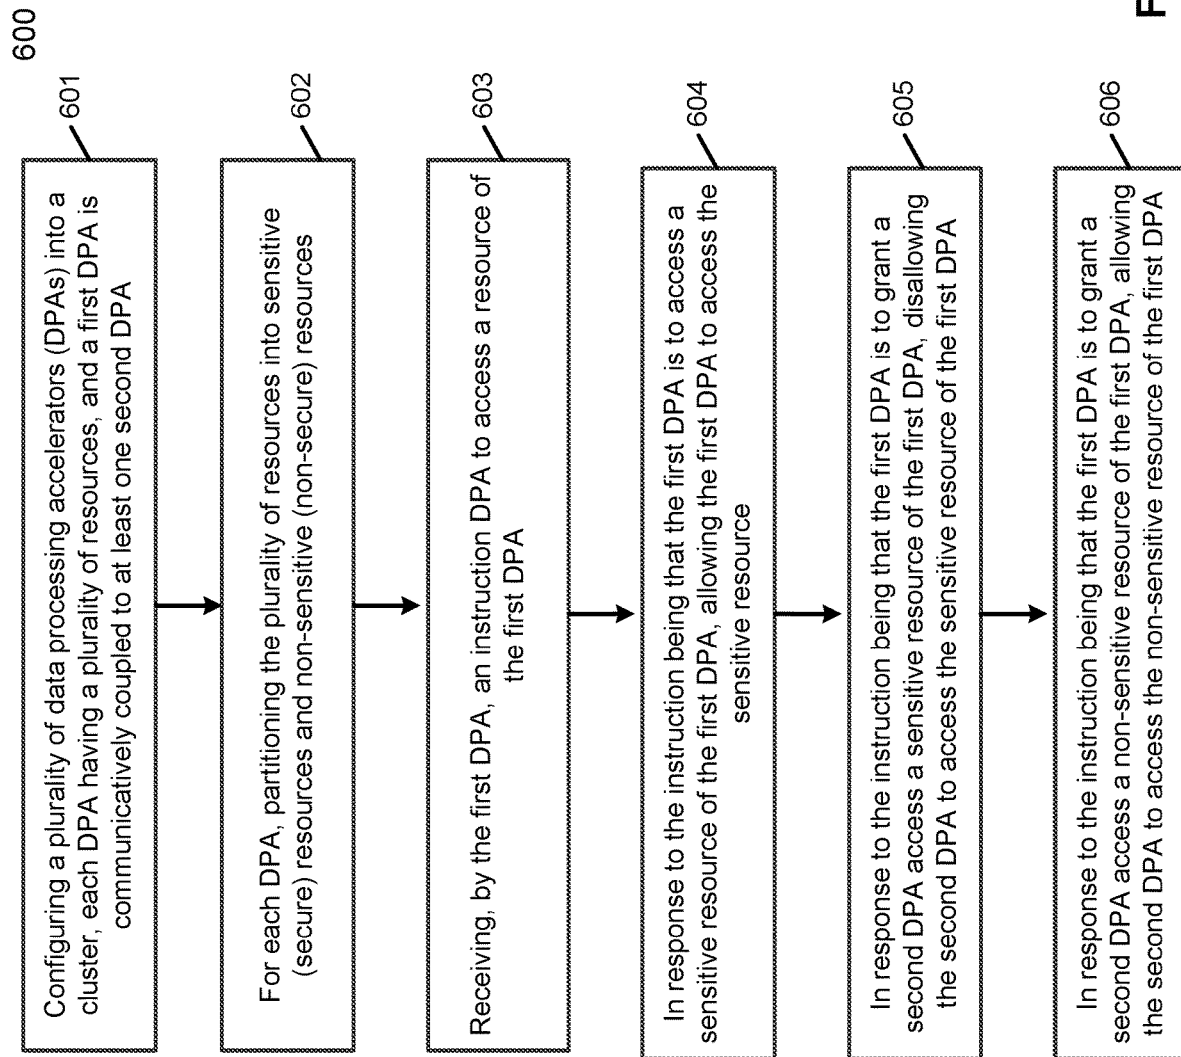 600
601
Configuring a plurality of data processing accelerators (DPAs) into a
cluster, each DPA having a plurality of resources, and a first DPA is
communicatively coupled to at least one second DPA
602
For each DPA, partitioning the plurality of resources into sensitive
(secure) resources and non-sensitive (non-secure) resources
603
Receiving, by the first DPA, an instruction DPA to access a resource of
the first DPA
604
In response to the instruction being that the first DPA is to access a
sensitive resource of the first DPA, allowing the first DPA to access the
sensitive resource
605
In response to the instruction being that the first DPA is to grant a
second DPA access a sensitive resource of the first DPA, disallowing
the second DPA to access the sensitive resource of the first DPA
606
In response to the instruction being that the first DPA is to grant a
second DPA access a non-sensitive resource of the first DPA, allowing
the second DPA to access the non-sensitive resource of the first DPA